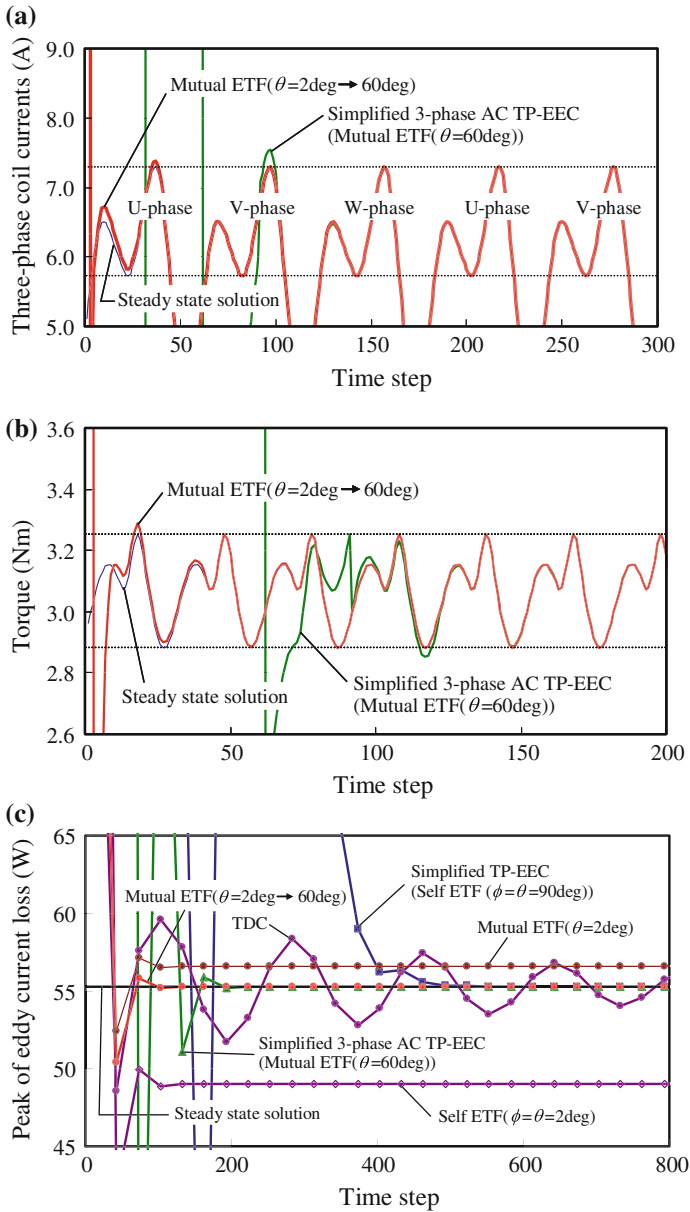 (a)
Three-phase coil currents (A)
9.0
8.0
7.0
6.0
5.0
Mutual ETF(θ=2deg→60deg)
Simplified 3-phase AC TP-EEC
(Mutual ETF(θ=60deg))
U-phase
V-phase
W-phase
U-phase
V-phase
Steady state solution
0
50
100
150
200
250
300
Time step
(b)
Torque (Nm)
3.6
3.4
3.2
3.0
2.8
2.6
Mutual ETF(θ=2deg→60deg)
Steady state solution
Simplified 3-phase AC TP-EEC
(Mutual ETF(θ=60deg))
0
50
100
150
200
Time step
(c)
Peak of eddy current loss (W)
65
60
55
50
45
Simplified TP-EEC
(Self ETF (ϕ=θ=90deg))
Mutual ETF(θ=2deg→60deg)
TDC
Mutual ETF(θ=2deg)
Simplified 3-phase AC TP-EEC
(Mutual ETF(θ=60deg))
Steady state solution
Self ETF(ϕ=θ=2deg)
0
200
400
600
800
Time step